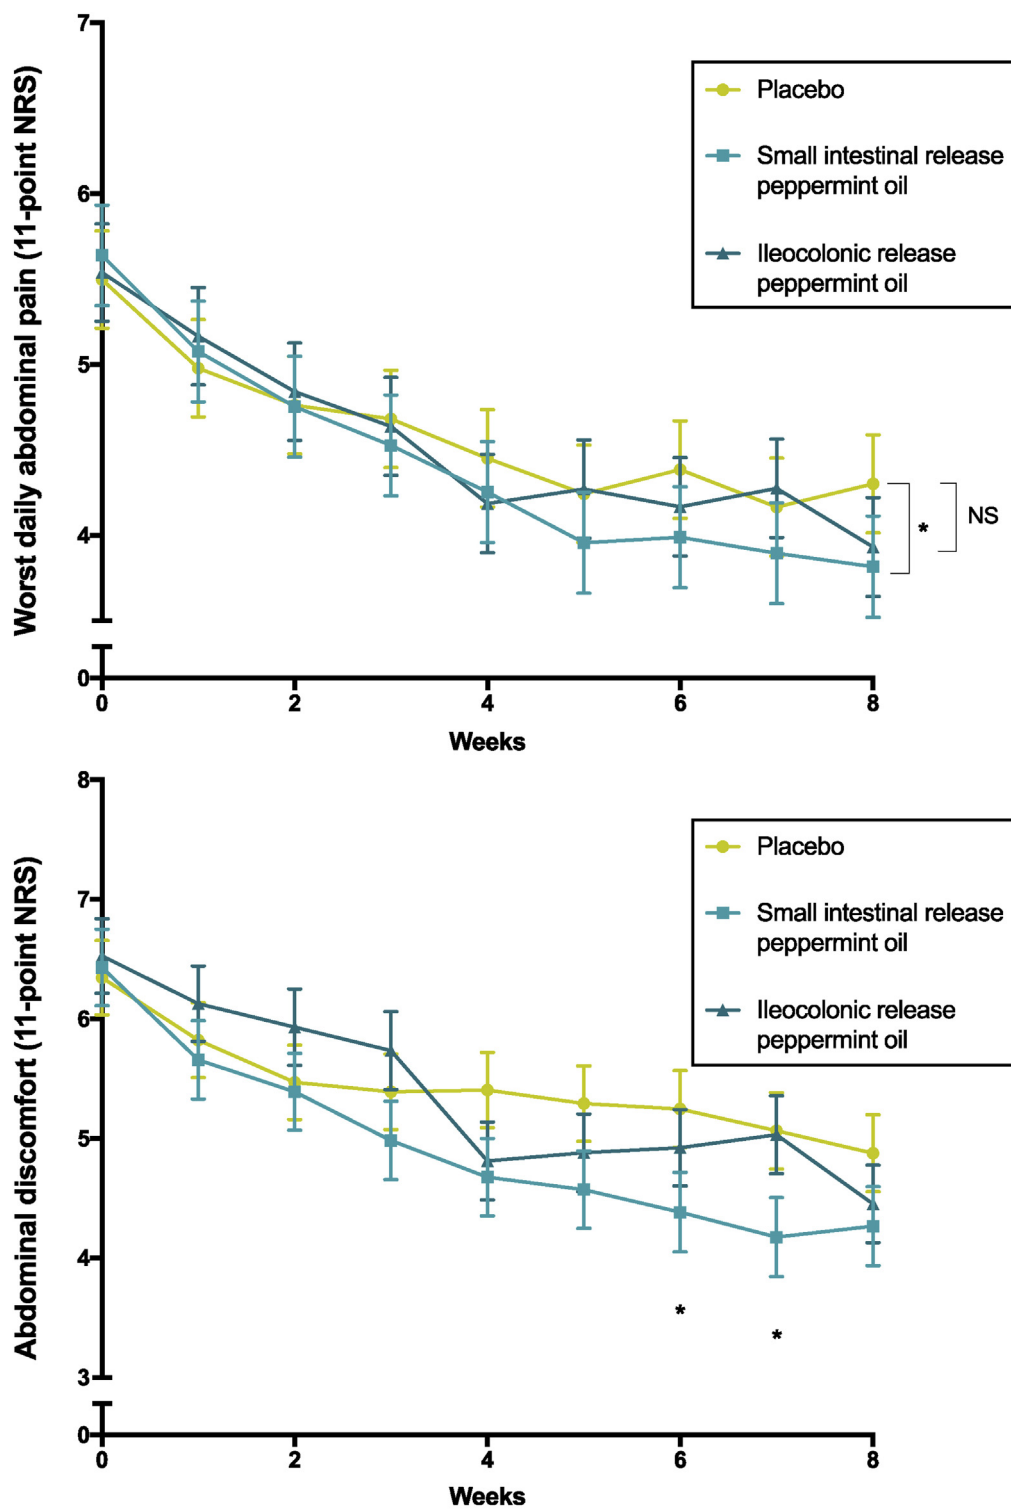 7
6
5
4
0
Worst daily abdominal pain (11-point NRS)
Placebo
Small intestinal release
peppermint oil
Ileocolonic release
peppermint oil
*
NS
0
2
4
6
8
Weeks
8
7
6
5
4
3
0
Abdominal discomfort (11-point NRS)
Placebo
Small intestinal release
peppermint oil
Ileocolonic release
peppermint oil
*
*
0
2
4
6
8
Weeks